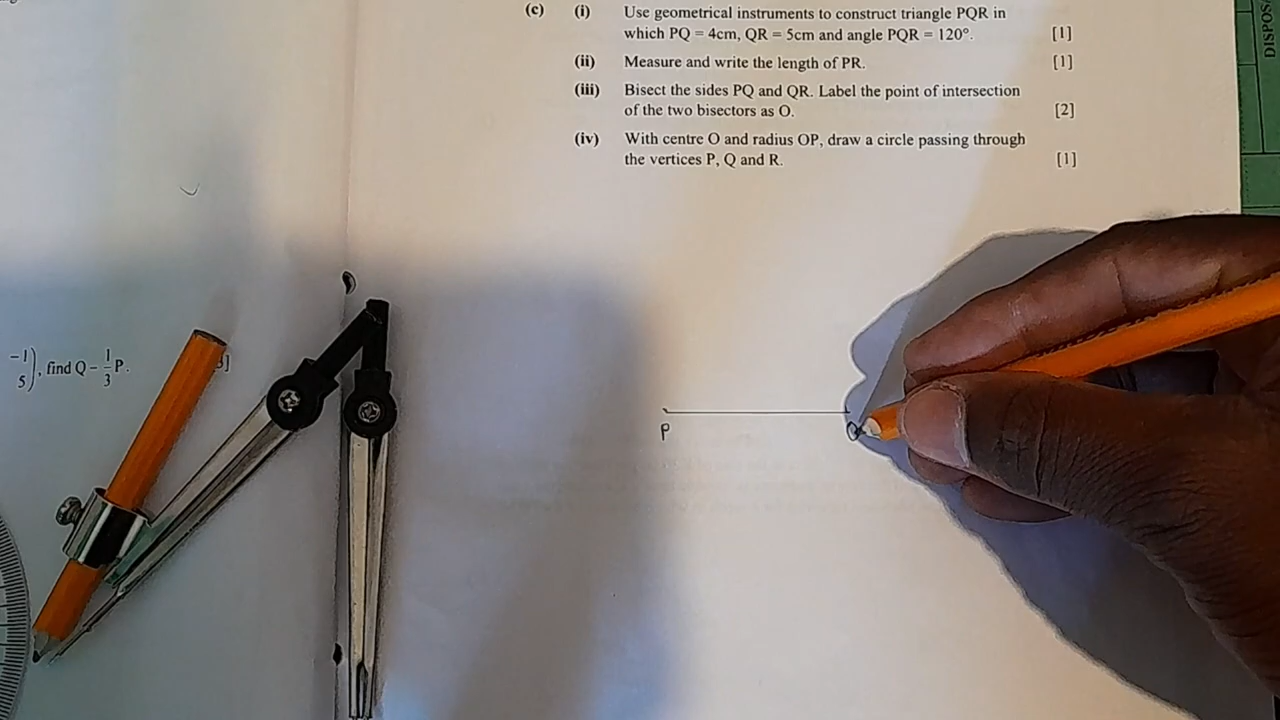 DISPOSA
(c) (i) Use geometrical instruments to construct triangle PQR in
which PQ = 4cm, QR = 5cm and angle PQR = 120°. [1]
(ii) Measure and write the length of PR. [1]
(iii) Bisect the sides PQ and QR. Label the point of intersection
of the two bisectors as O. [2]
(iv) With centre O and radius OP, draw a circle passing through
the vertices P, Q and R. [1]
-1
5), find Q – 1/3 P.
P Q